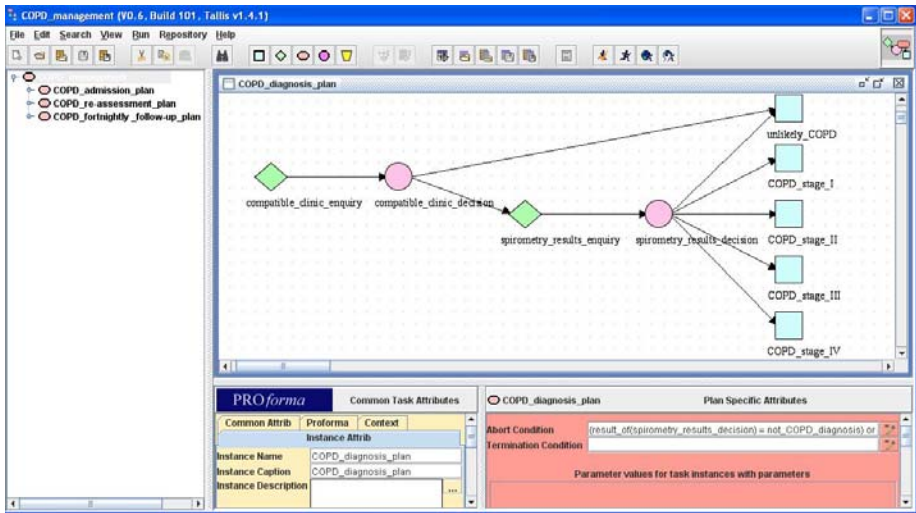 COPD_management (V0.6, Build 101, Tallis v1.4.1)
File Edit Search View Run Repository Help
COPD_admission_plan
COPD_re-assessment_plan
COPD_fortnightly_follow-up_plan
COPD_diagnosis_plan
unlikely_COPD
compatible_clinic_enquiry
compatible_clinic_decision
COPD_stage_I
spirometry_results_enquiry
spirometry_results_decision
COPD_stage_II
COPD_stage_III
COPD_stage_IV
PROforma Common Task Attributes
Common Attrib Proforma Context
Instance Attrib
Instance Name COPD_diagnosis_plan
Instance Caption COPD_diagnosis_plan
Instance Description ...
COPD_diagnosis_plan Plan Specific Attributes
Abort Condition (result_of(spirometry_results_decision) = not_COPD_diagnosis) or
Termination Condition
Parameter values for task instances with parameters